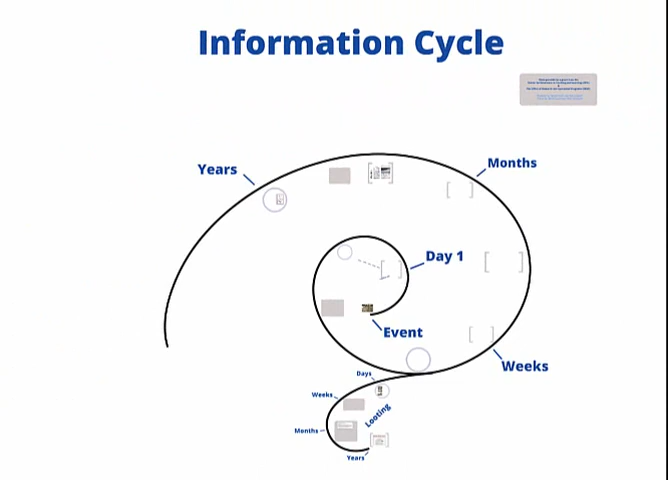 Information Cycle
Years
Months
Day 1
Event
Weeks
Days
Weeks
Looting
Months
Years